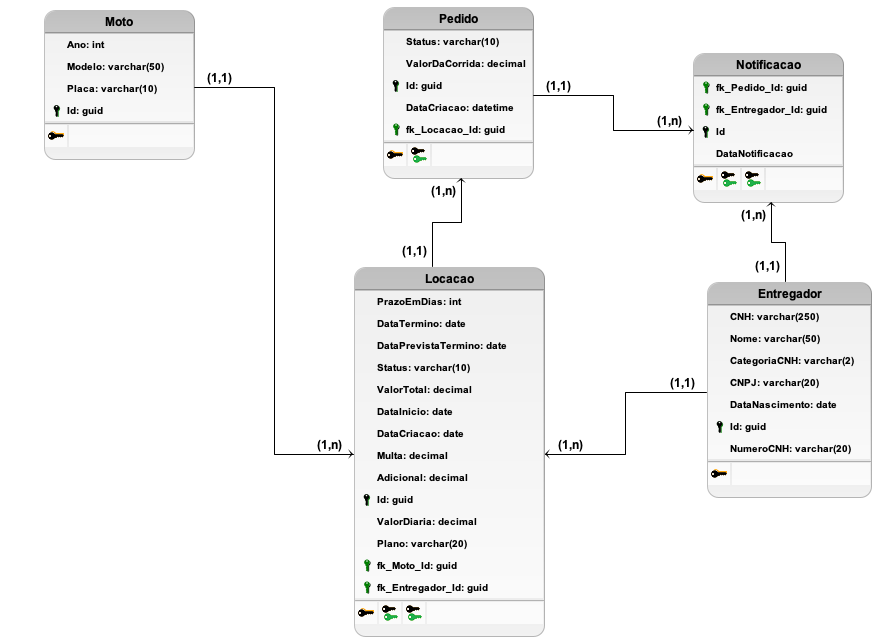 Moto
Ano: int
Modelo: varchar(50)
Placa: varchar(10)
Id: guid
(1,1)
(1,n)
Pedido
Status: varchar(10)
ValorDaCorrida: decimal
Id: guid
DataCriacao: datetime
fk_Locacao_Id: guid
(1,1)
(1,n)
(1,n)
(1,1)
Notificacao
fk_Pedido_Id: guid
fk_Entregador_Id: guid
Id
DataNotificacao
(1,n)
(1,1)
Locacao
PrazoEmDias: int
DataTermino: date
DataPrevistaTermino: date
Status: varchar(10)
ValorTotal: decimal
DataInicio: date
DataCriacao: date
Multa: decimal
Adicional: decimal
Id: guid
ValorDiaria: decimal
Plano: varchar(20)
fk_Moto_Id: guid
fk_Entregador_Id: guid
(1,n)
(1,1)
Entregador
CNH: varchar(250)
Nome: varchar(50)
CategoriaCNH: varchar(2)
CNPJ: varchar(20)
DataNascimento: date
Id: guid
NumeroCNH: varchar(20)